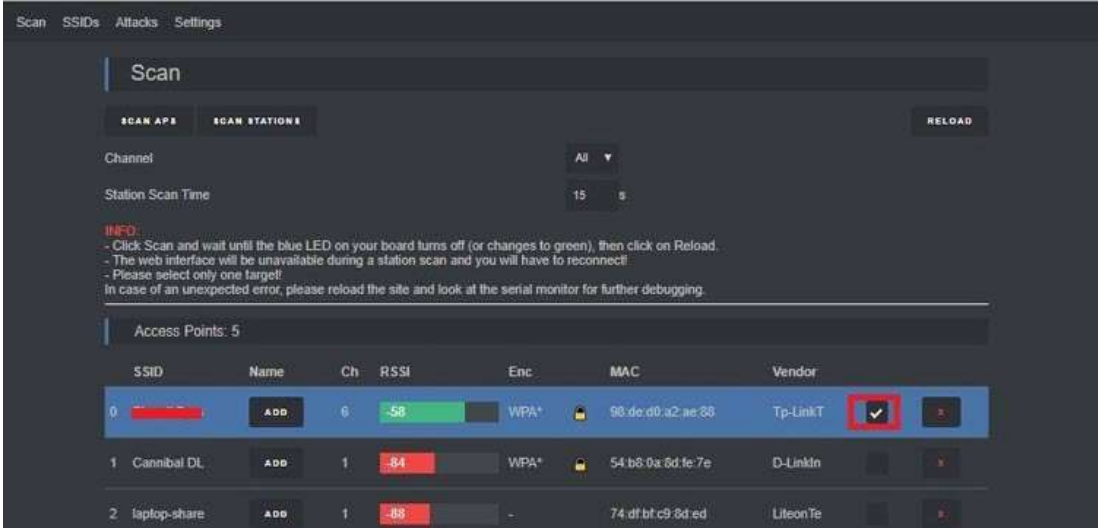 Scan SSIDs Attacks Settings
Scan
SCAN APS SCAN STATIONS RELOAD
Channel All
Station Scan Time 15 s
INFO:
- Click Scan and wait until the blue LED on your board turns off (or changes to green), then click on Reload.
- The web interface will be unavailable during a station scan and you will have to reconnect!
- Please select only one target!
In case of an unexpected error, please reload the site and look at the serial monitor for further debugging.
Access Points: 5
SSID Name Ch RSSI Enc MAC Vendor
0 ADD 6 -58 WPA* 98:de:d0:a2:ae:88 Tp-LinkT X
1 Cannibal DL ADD 1 -84 WPA* 54:b8:0a:8d:fe:7e D-LinkIn X
2 laptop-share ADD 1 -88 - 74:df:bf:c9:8d:ed LiteonTe X